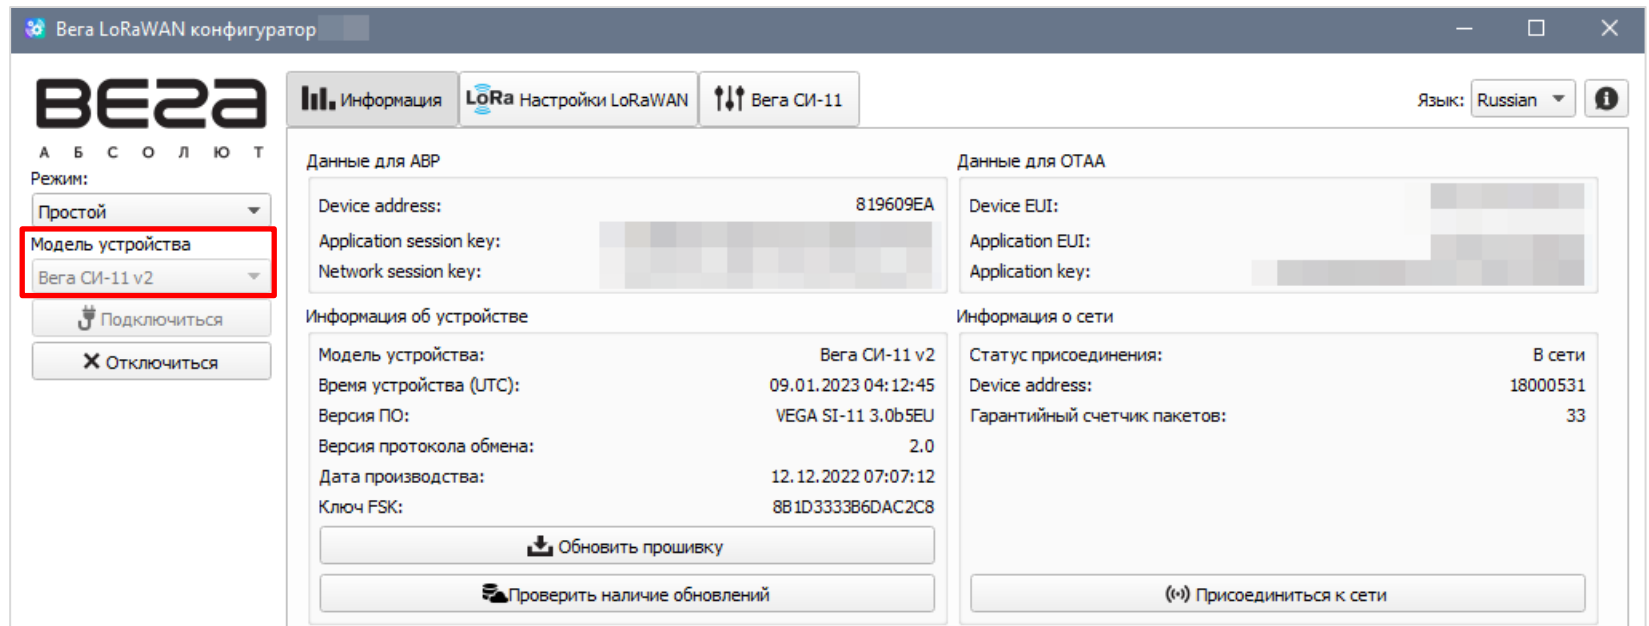 Вега LoRaWAN конфигуратор
ВЕГА
АБСОЛЮТ
Режим:
Простой
Модель устройства
Вега СИ-11 v2
Подключиться
Отключиться
Информация
LoRa Настройки LoRaWAN
Вега СИ-11
Язык: Russian
Данные для ABP
Device address: 819609EA
Application session key:
Network session key:
Данные для OTAA
Device EUI:
Application EUI:
Application key:
Информация об устройстве
Модель устройства: Вега СИ-11 v2
Время устройства (UTC): 09.01.2023 04:12:45
Версия ПО: VEGA SI-11 3.0b5EU
Версия протокола обмена: 2.0
Дата производства: 12.12.2022 07:07:12
Ключ FSK: 8B1D3333B6DAC2C8
Обновить прошивку
Проверить наличие обновлений
Информация о сети
Статус присоединения: В сети
Device address: 18000531
Гарантийный счетчик пакетов: 33
Присоединиться к сети